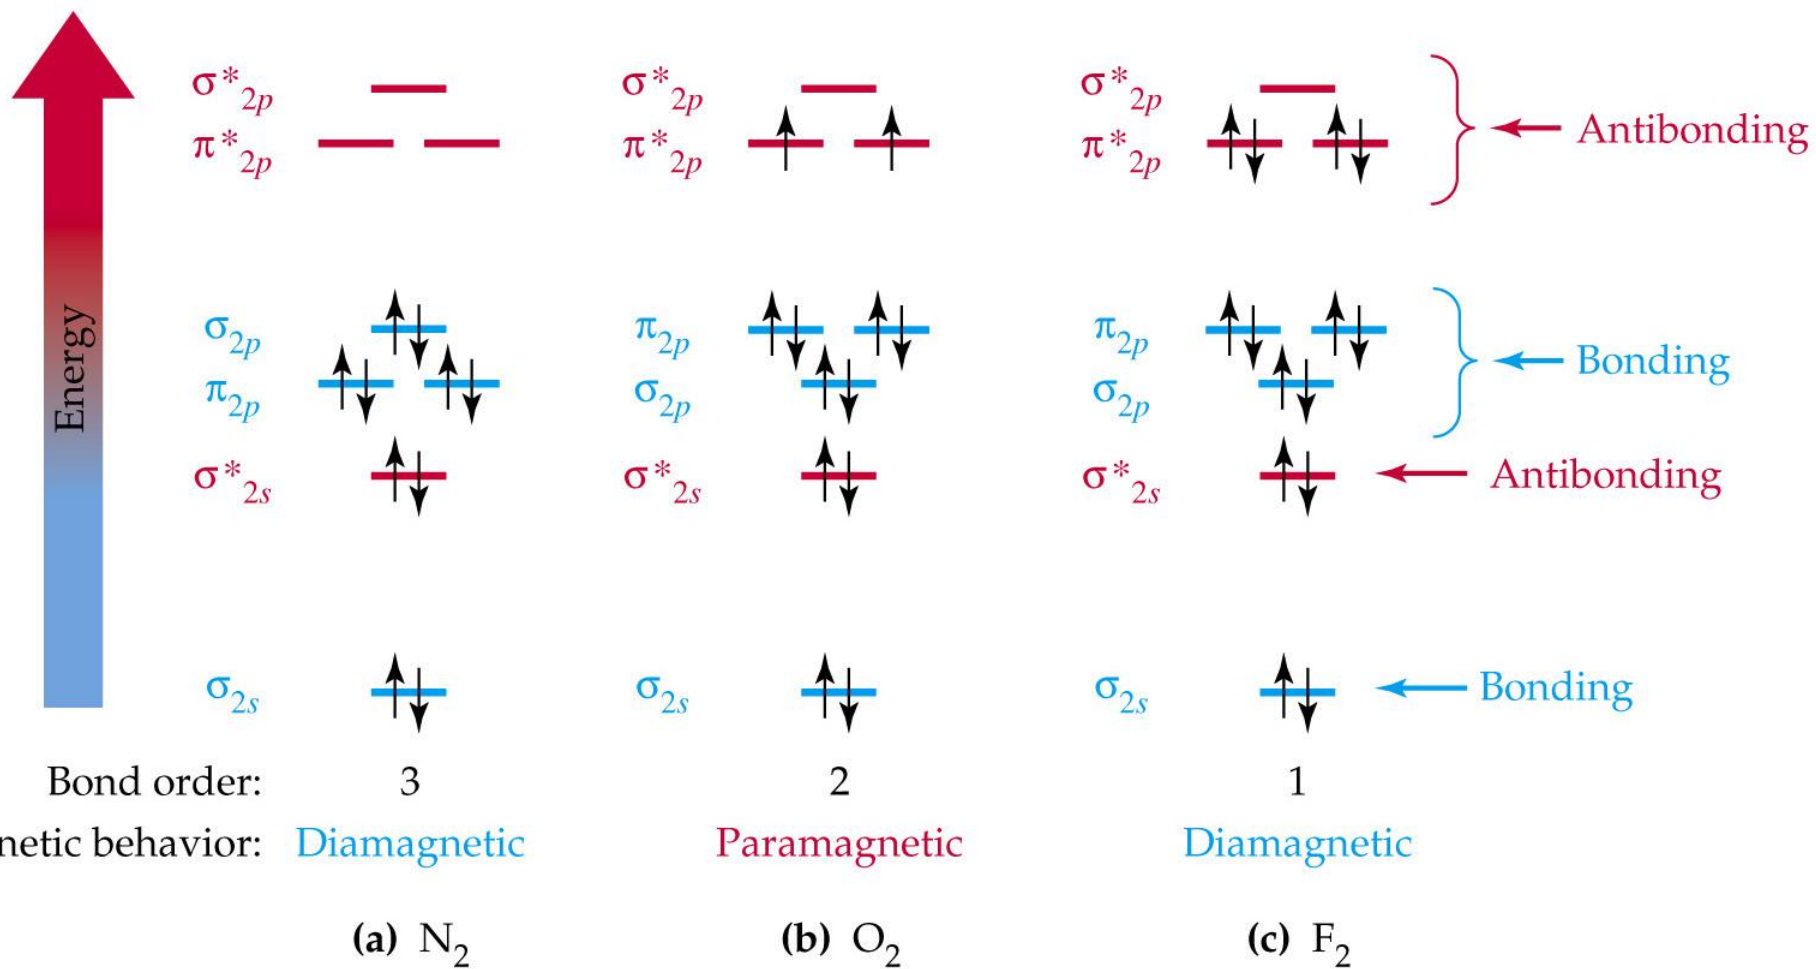 σ*2p σ*2p σ*2p
π*2p π*2p π*2p Antibonding
Energy
σ2p π2p π2p
Bonding
π2p σ2p σ2p
σ*2s σ*2s σ*2s Antibonding
σ2s σ2s σ2s Bonding
Bond order: 3 2 1
netic behavior: Diamagnetic Paramagnetic Diamagnetic
(a) N2 (b) O2 (c) F2